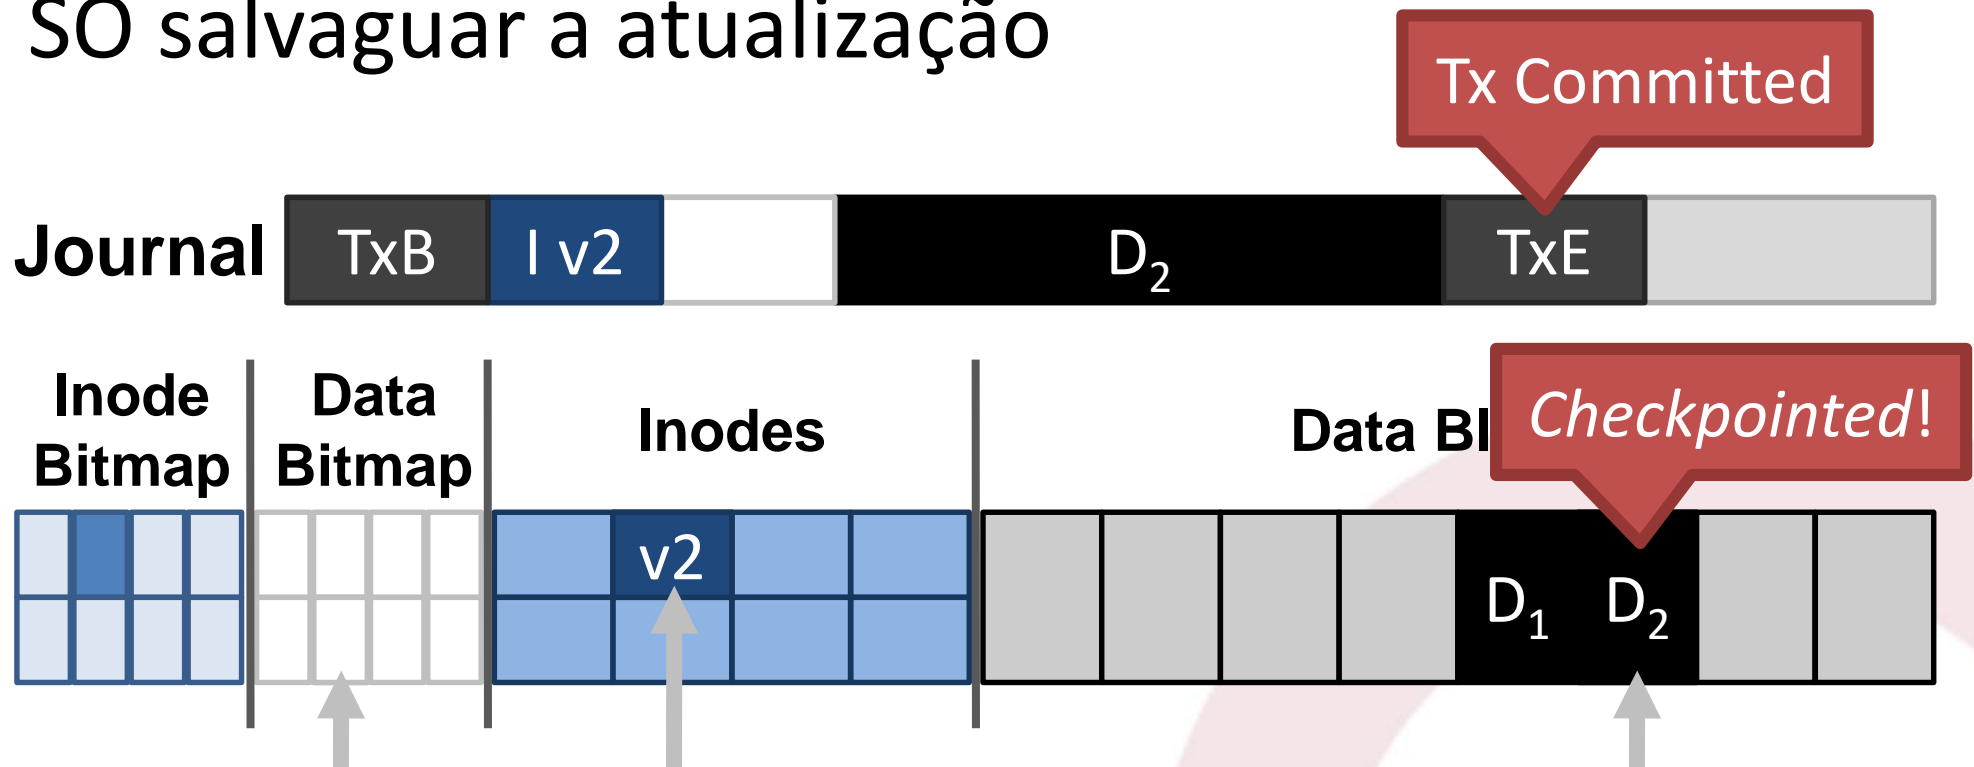 SO salvaguar a atualização
Tx Committed
Journal TxB I v2 D₂ TxE
Inode Bitmap
Data Bitmap
Inodes
Data Bl
Checkpointed!
v2
D₁ D₂